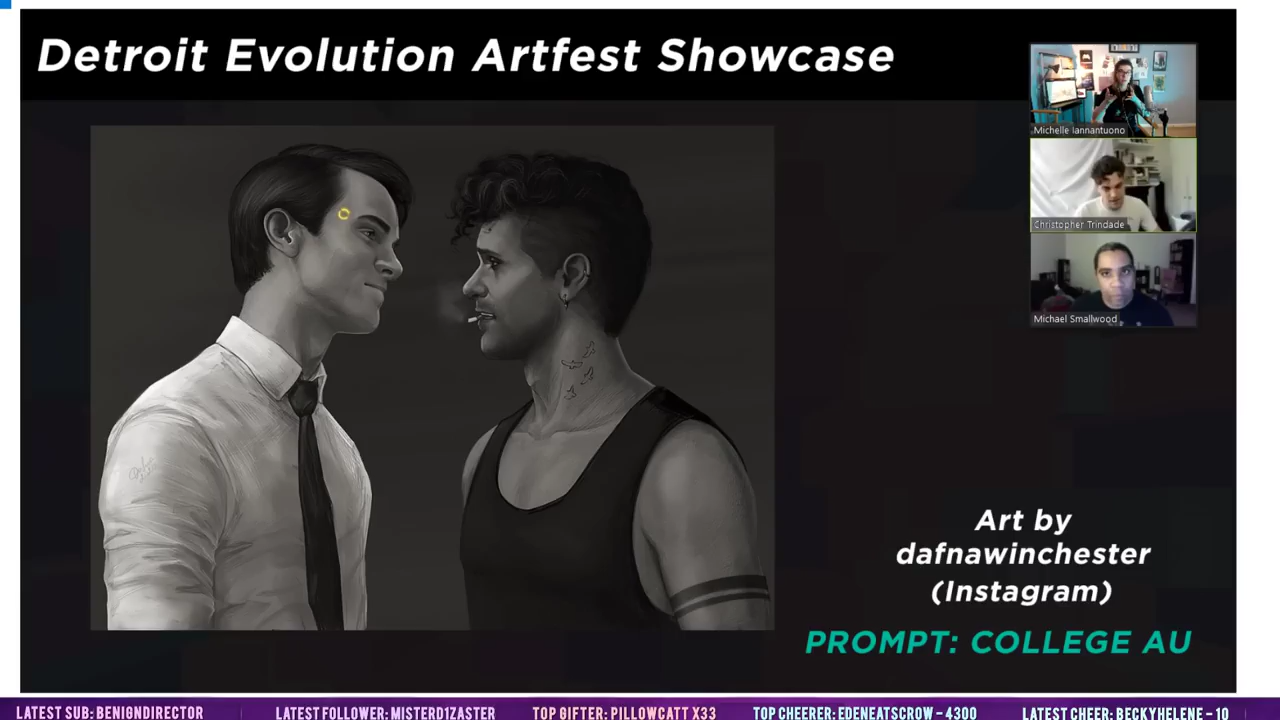 Detroit Evolution Artfest Showcase
Michelle Iannantuono
Christopher Trindade
Michael Smallwood
Art by
dafnawinchester
(Instagram)
PROMPT: COLLEGE AU
LATEST SUB: BENIGNDIRECTOR
LATEST FOLLOWER: MISTERD1ZASTER
TOP GIFTER: PILLOWCATT X33
TOP CHEERER: EDENEATSCROW - 4300
LATEST CHEER: BECKYHELENE - 10